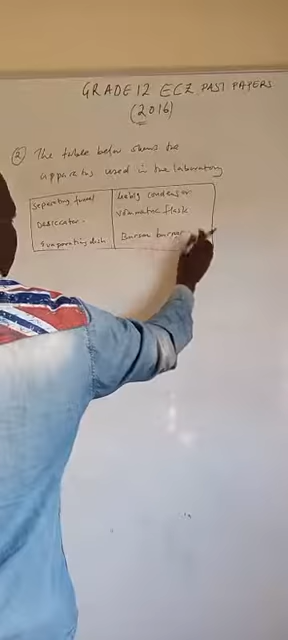 GRADE 12 ECZ PAST PAPERS
(2016)
② The table below shows the
apparatus used in the laboratory
Separating funnel Liebig condensor
Desiccator. Volumetric flask
Evaporating dish Bunsen burner